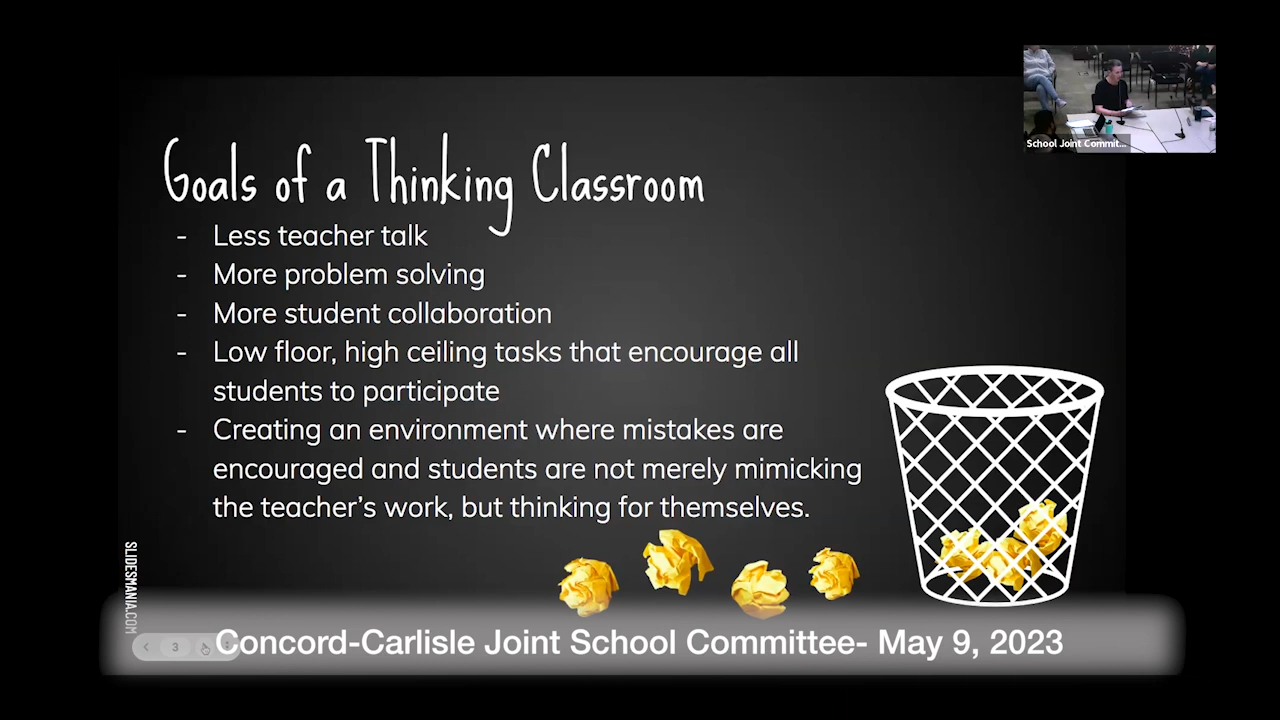 School Joint Commit...
Goals of a Thinking Classroom
- Less teacher talk
- More problem solving
- More student collaboration
- Low floor, high ceiling tasks that encourage all
students to participate
- Creating an environment where mistakes are
encouraged and students are not merely mimicking
the teacher's work, but thinking for themselves.
SLIDESMANIA.COM
3
Concord-Carlisle Joint School Committee- May 9, 2023